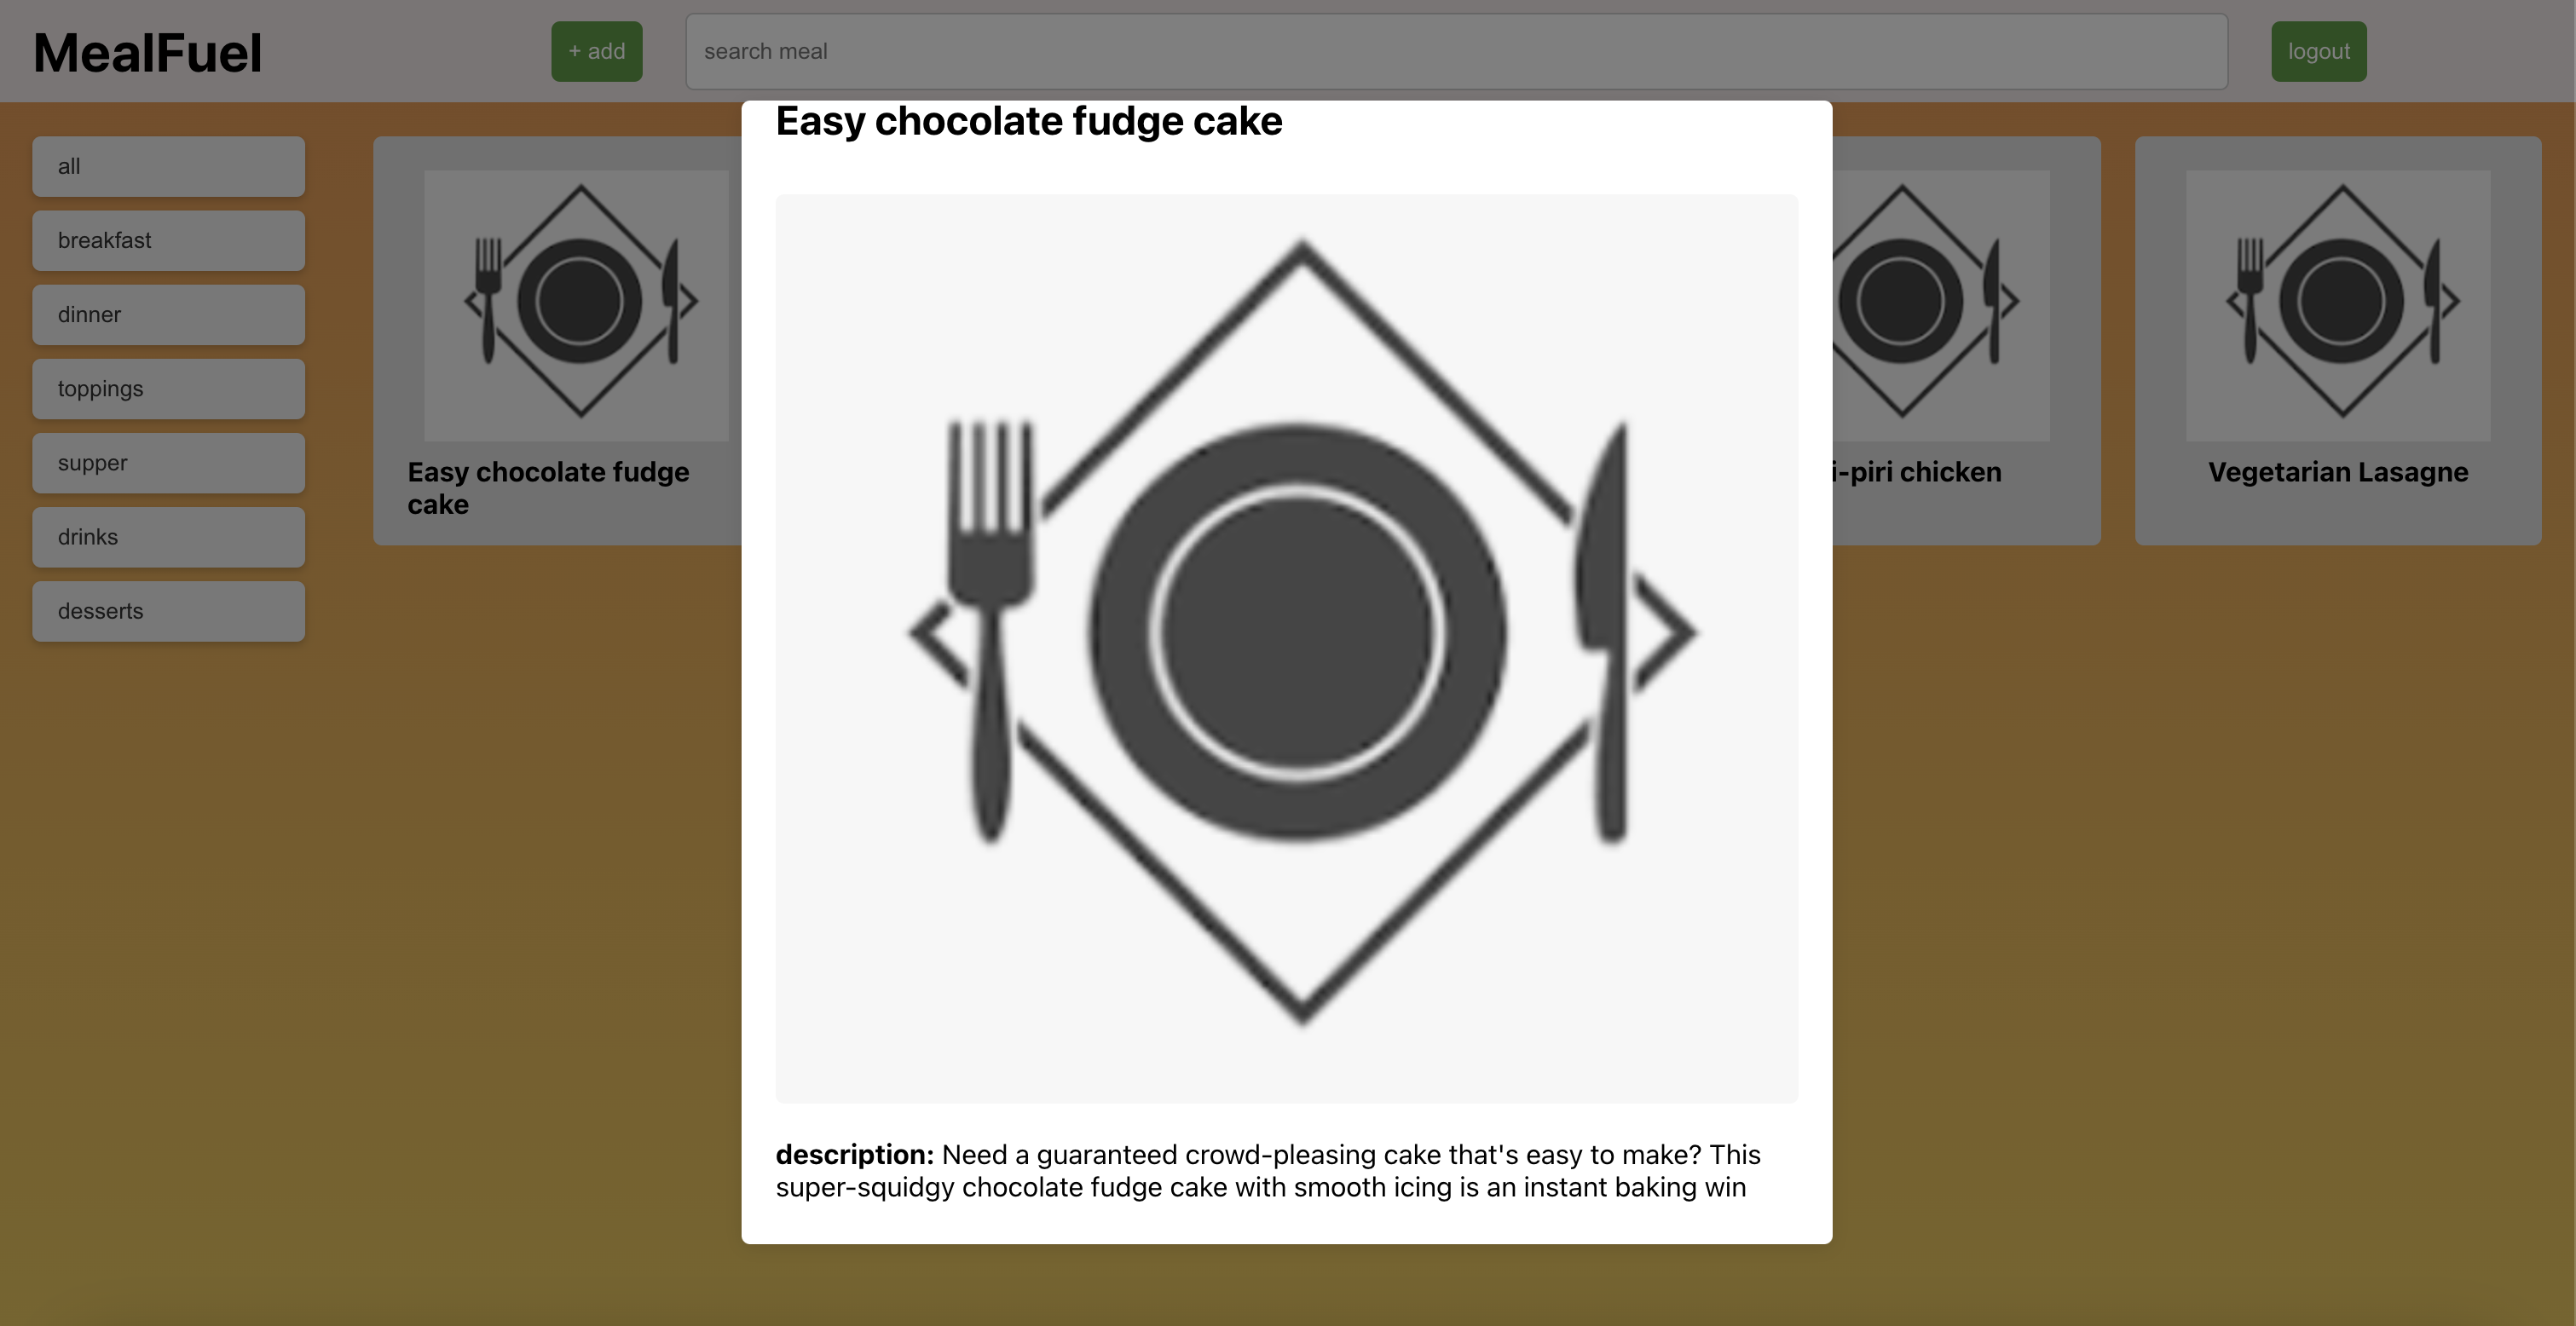 MealFuel
+ add
search meal
logout
all
breakfast
dinner
toppings
supper
drinks
desserts
Easy chocolate fudge
cake
i-piri chicken
Vegetarian Lasagne
Easy chocolate fudge cake
description: Need a guaranteed crowd-pleasing cake that's easy to make? This
super-squidgy chocolate fudge cake with smooth icing is an instant baking win